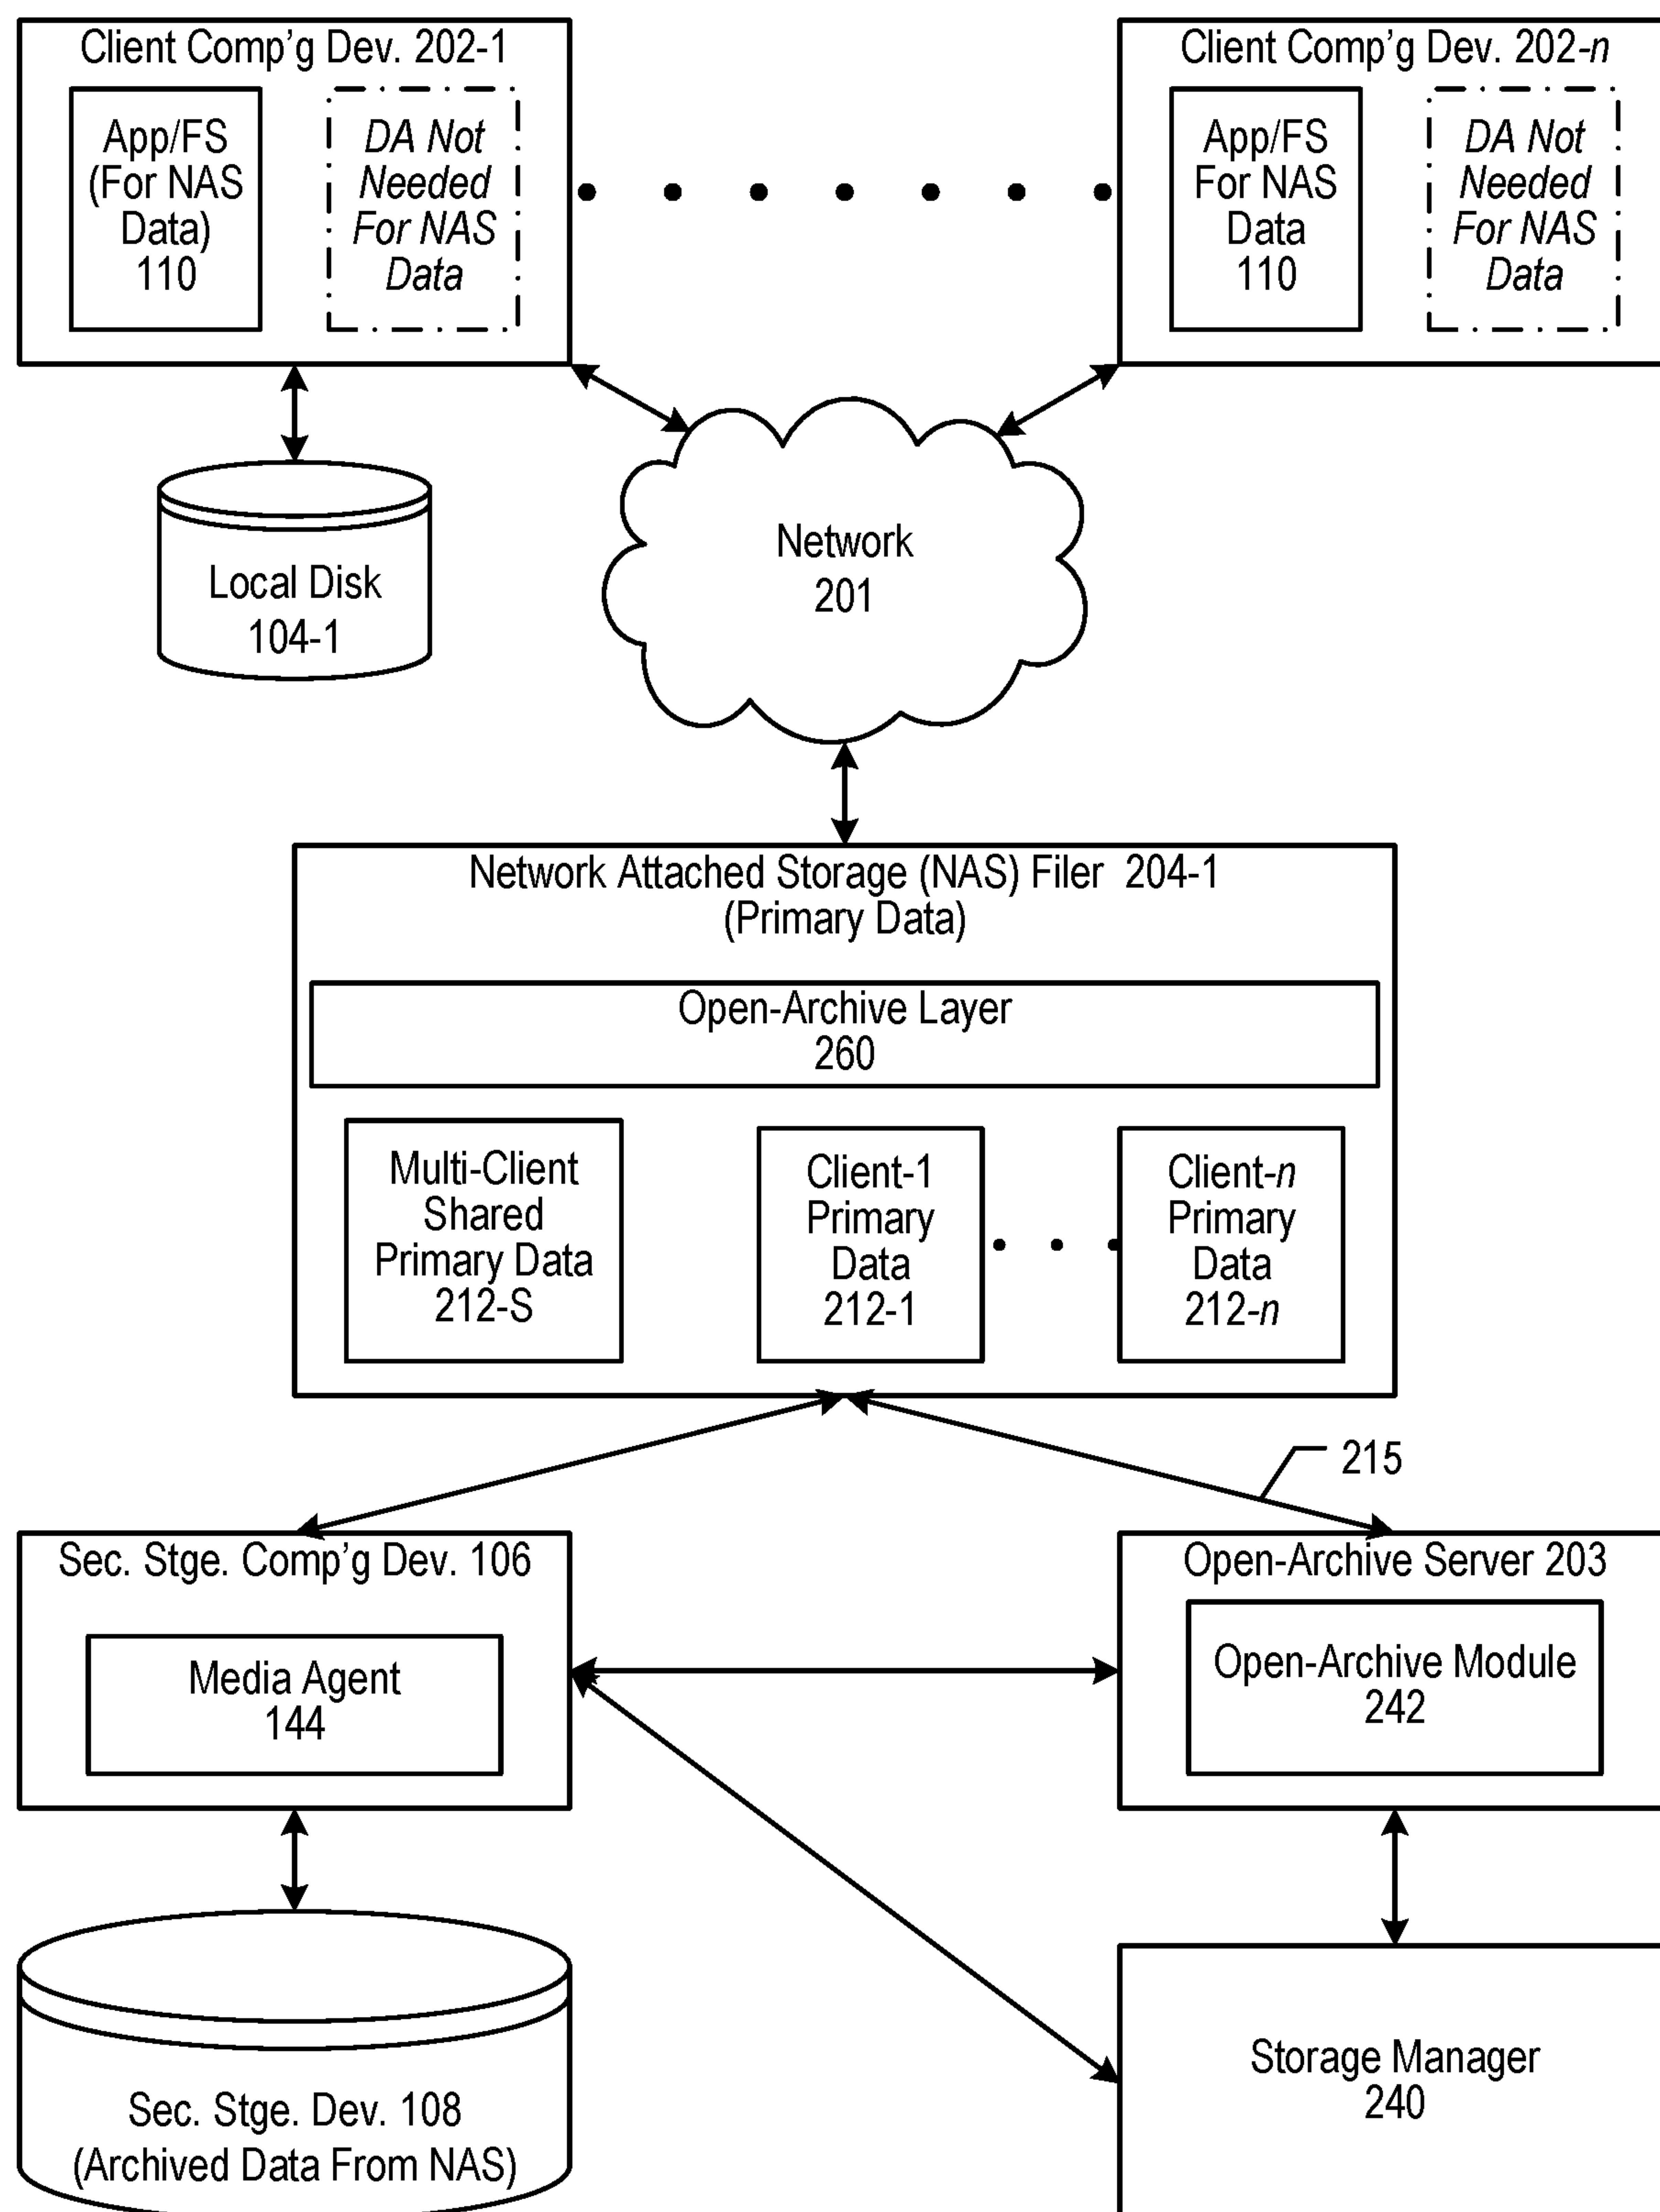 Client Comp'g Dev. 202-1
App/FS
(For NAS
Data)
110
DA Not
Needed
For NAS
Data
Client Comp'g Dev. 202-n
App/FS
For NAS
Data
110
DA Not
Needed
For NAS
Data
Local Disk
104-1
Network
201
Network Attached Storage (NAS) Filer 204-1
(Primary Data)
Open-Archive Layer
260
Multi-Client
Shared
Primary Data
212-S
Client-1
Primary
Data
212-1
Client-n
Primary
Data
212-n
215
Sec. Stge. Comp'g Dev. 106
Media Agent
144
Open-Archive Server 203
Open-Archive Module
242
Sec. Stge. Dev. 108
(Archived Data From NAS)
Storage Manager
240